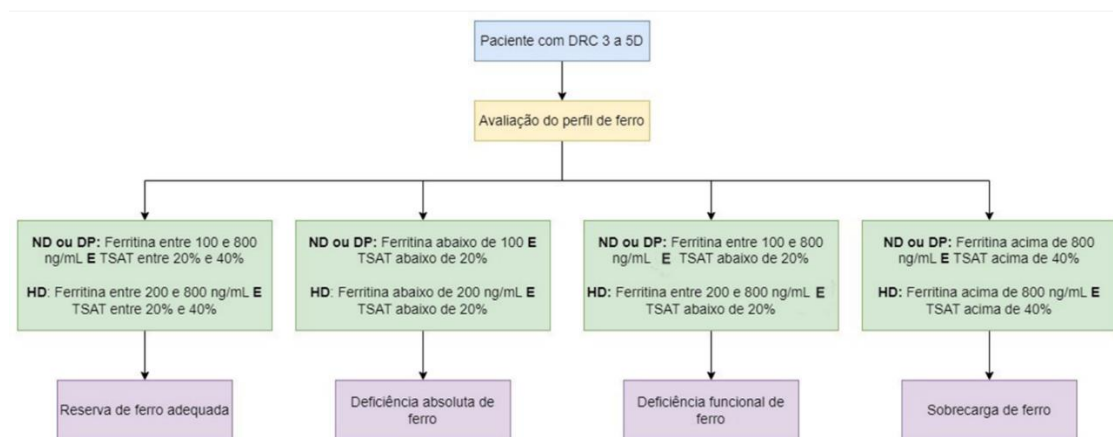 Paciente com DRC 3 a 5D
Avaliação do perfil de ferro
ND ou DP: Ferritina entre 100 e 800
ng/mL E TSAT entre 20% e 40%
HD: Ferritina entre 200 e 800 ng/mL E
TSAT entre 20% e 40%
ND ou DP: Ferritina abaixo de 100 E
TSAT abaixo de 20%
HD: Ferritina abaixo de 200 ng/mL E
TSAT abaixo de 20%
ND ou DP: Ferritina entre 100 e 800
ng/mL E TSAT abaixo de 20%
HD: Ferritina entre 200 e 800 ng/mL E
TSAT abaixo de 20%
ND ou DP: Ferritina acima de 800
ng/mL E TSAT acima de 40%
HD: Ferritina acima de 800 ng/mL E
TSAT acima de 40%
Reserva de ferro adequada
Deficiência absoluta de
ferro
Deficiência funcional de
ferro
Sobrecarga de ferro